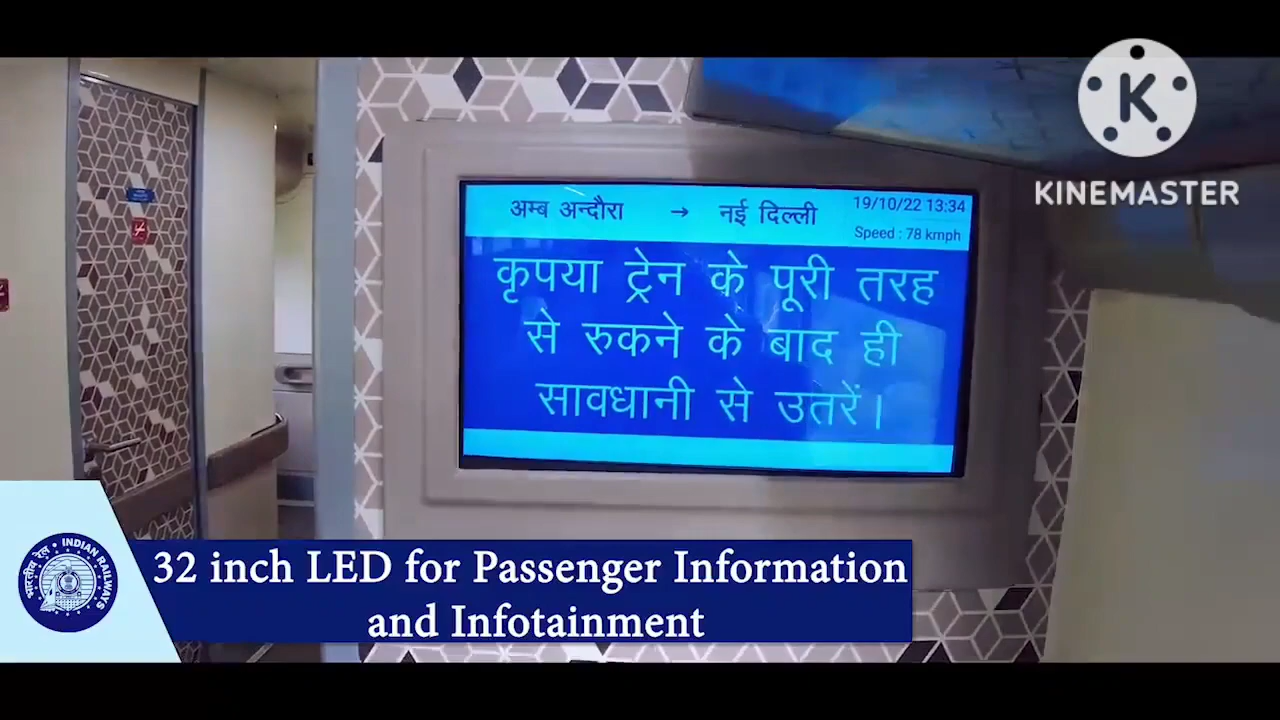 KINEMASTER
अम्ब अन्दौरा → नई दिल्ली
19/10/22 13:34
Speed : 78 kmph
कृपया ट्रेन के पूरी तरह
से रुकने के बाद ही
सावधानी से उतरें।
भारतीय रेल • INDIAN RAILWAYS
32 inch LED for Passenger Information
and Infotainment